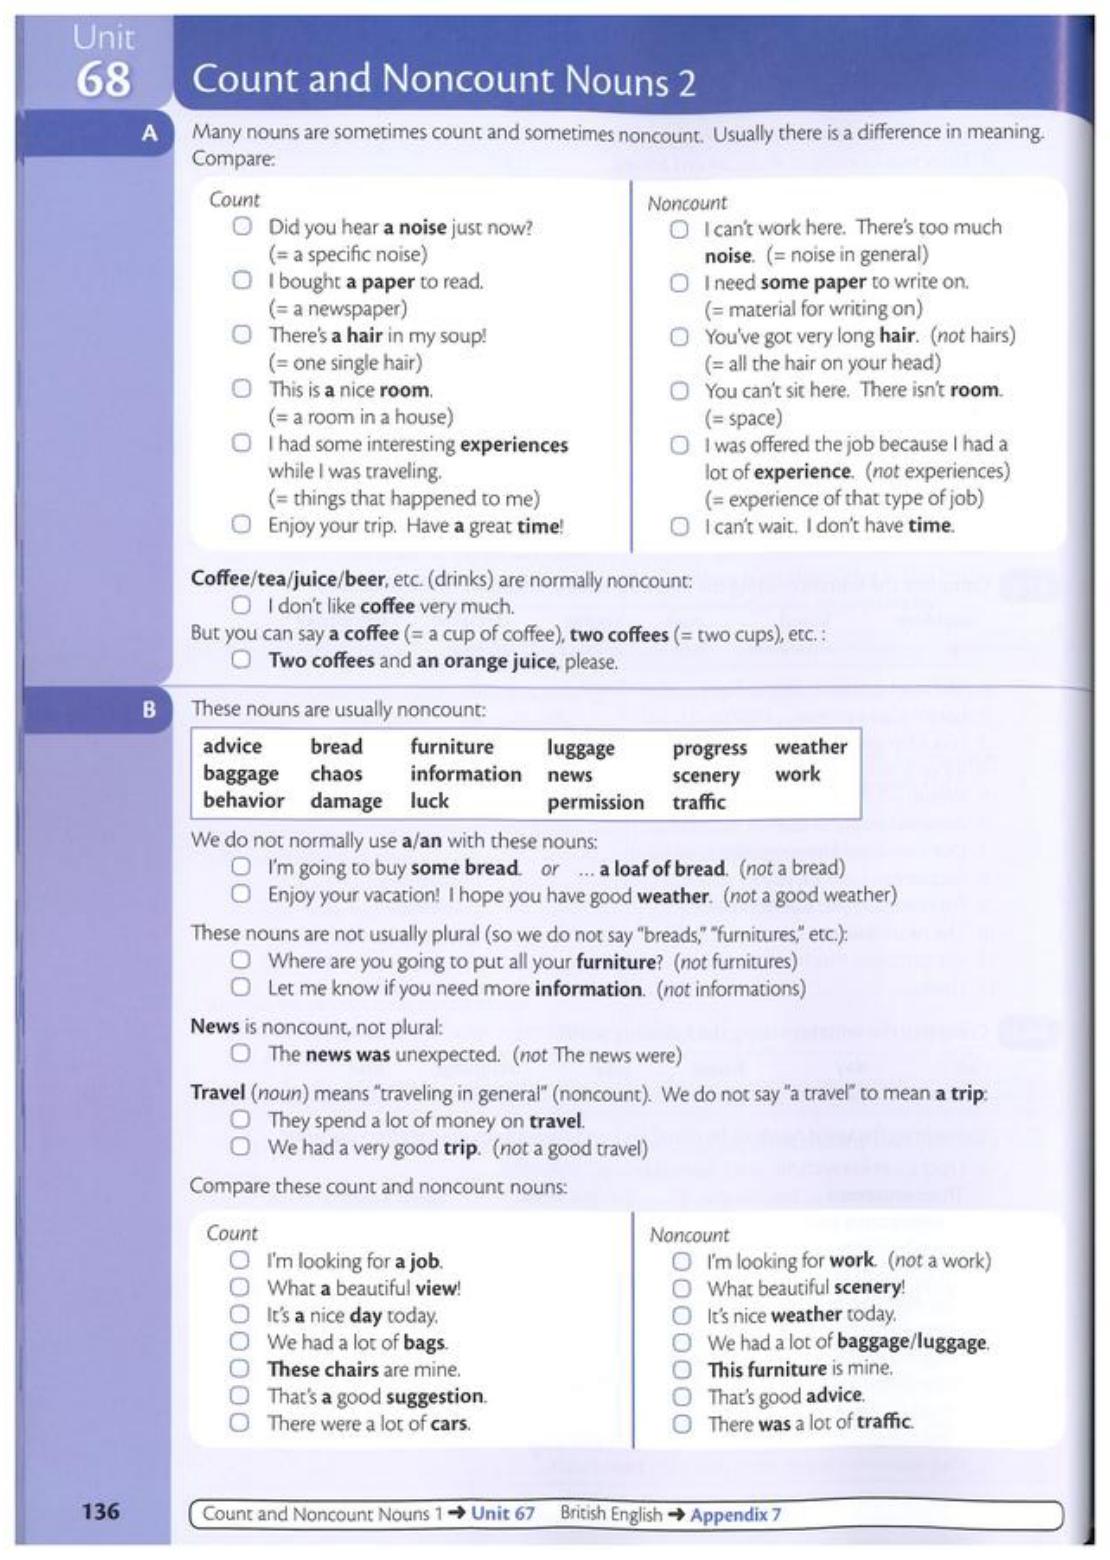 Unit
68
Count and Noncount Nouns 2
A
Many nouns are sometimes count and sometimes noncount. Usually there is a difference in meaning.
Compare:
Count
Did you hear a noise just now?
(= a specific noise)
I bought a paper to read.
(= a newspaper)
There's a hair in my soup!
(= one single hair)
This is a nice room.
(= a room in a house)
I had some interesting experiences
while I was traveling.
(= things that happened to me)
Enjoy your trip. Have a great time!
Noncount
I can't work here. There's too much
noise. (= noise in general)
I need some paper to write on.
(= material for writing on)
You've got very long hair. (not hairs)
(= all the hair on your head)
You can't sit here. There isn't room.
(= space)
I was offered the job because I had a
lot of experience. (not experiences)
(= experience of that type of job)
I can't wait. I don't have time.
Coffee/tea/juice/beer, etc. (drinks) are normally noncount:
I don't like coffee very much.
But you can say a coffee (= a cup of coffee), two coffees (= two cups), etc. :
Two coffees and an orange juice, please.
B
These nouns are usually noncount:
advice bread furniture luggage progress weather
baggage chaos information news scenery work
behavior damage luck permission traffic
We do not normally use a/an with these nouns:
I'm going to buy some bread. or ... a loaf of bread. (not a bread)
Enjoy your vacation! I hope you have good weather. (not a good weather)
These nouns are not usually plural (so we do not say "breads," "furnitures," etc.):
Where are you going to put all your furniture? (not furnitures)
Let me know if you need more information. (not informations)
News is noncount, not plural:
The news was unexpected. (not The news were)
Travel (noun) means "traveling in general" (noncount). We do not say "a travel" to mean a trip:
They spend a lot of money on travel.
We had a very good trip. (not a good travel)
Compare these count and noncount nouns:
Count
I'm looking for a job.
What a beautiful view!
It's a nice day today.
We had a lot of bags.
These chairs are mine.
That's a good suggestion.
There were a lot of cars.
Noncount
I'm looking for work. (not a work)
What beautiful scenery!
It's nice weather today.
We had a lot of baggage/luggage.
This furniture is mine.
That's good advice.
There was a lot of traffic.
136
Count and Noncount Nouns 1 → Unit 67 British English → Appendix 7